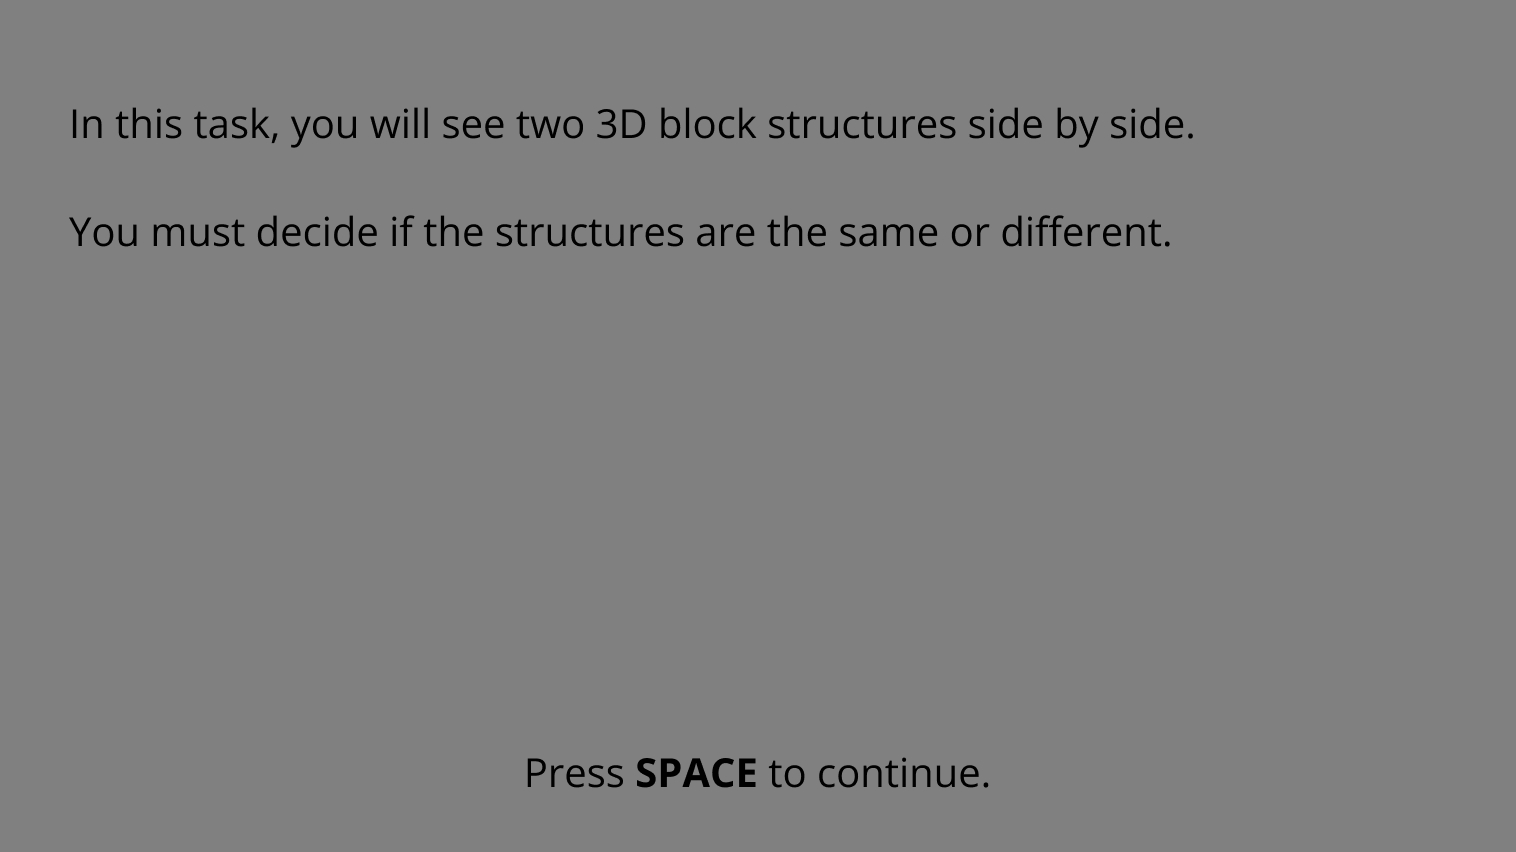 In this task, you will see two 3D block structures side by side.
You must decide if the structures are the same or different.
Press SPACE to continue.